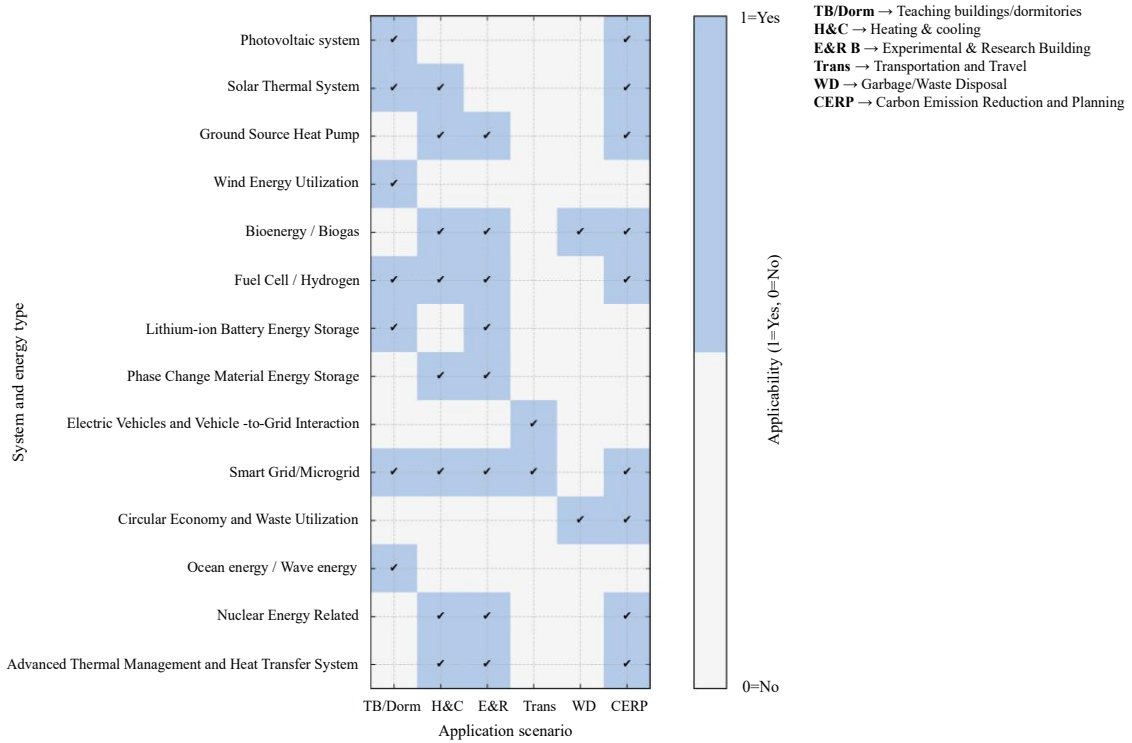 1=Yes
TB/Dorm → Teaching buildings/dormitories
H&C → Heating & cooling
E&R B → Experimental & Research Building
Trans → Transportation and Travel
WD → Garbage/Waste Disposal
CERP → Carbon Emission Reduction and Planning
System and energy type
Photovoltaic system ✔ ✔
Solar Thermal System ✔ ✔ ✔
Ground Source Heat Pump ✔ ✔ ✔
Wind Energy Utilization ✔
Bioenergy / Biogas ✔ ✔ ✔ ✔
Fuel Cell / Hydrogen ✔ ✔ ✔ ✔
Lithium-ion Battery Energy Storage ✔ ✔
Phase Change Material Energy Storage ✔ ✔
Electric Vehicles and Vehicle -to-Grid Interaction ✔
Smart Grid/Microgrid ✔ ✔ ✔ ✔ ✔
Circular Economy and Waste Utilization ✔ ✔
Ocean energy / Wave energy ✔
Nuclear Energy Related ✔ ✔ ✔
Advanced Thermal Management and Heat Transfer System ✔ ✔ ✔
Applicability (1=Yes, 0=No)
0=No
TB/Dorm H&C E&R Trans WD CERP
Application scenario